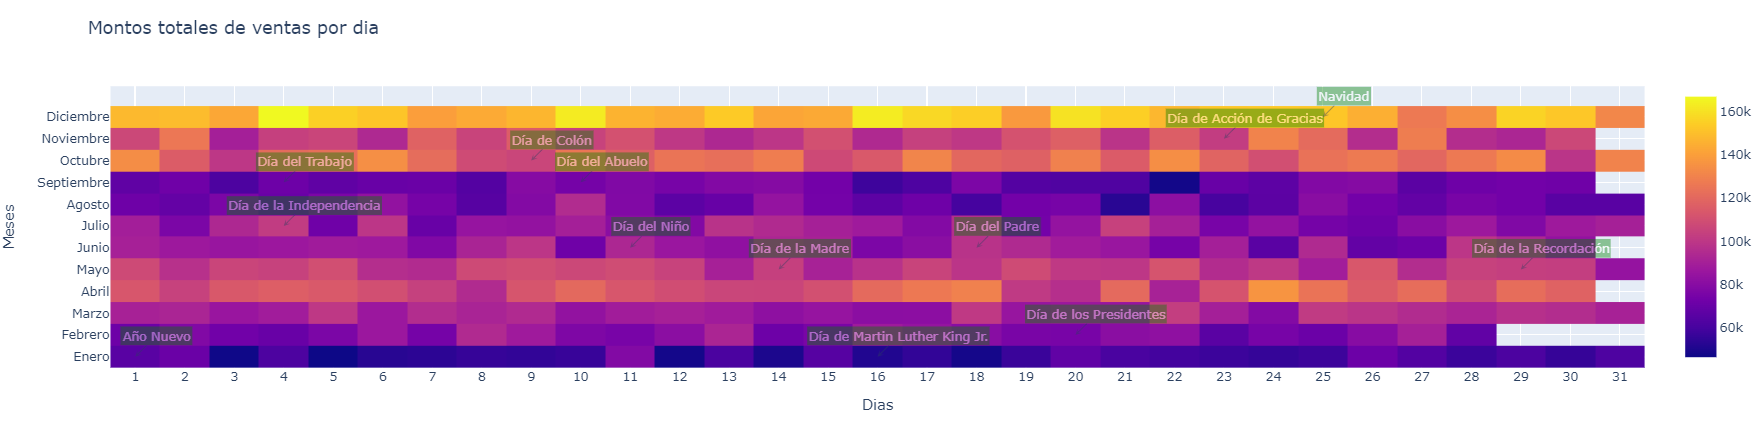 Montos totales de ventas por dia
Navidad
Diciembre
Día de Acción de Gracias
160k
Noviembre
Día de Colón
Octubre
Día del Trabajo
Día del Abuelo
140k
Septiembre
Agosto
Día de la Independencia
120k
Julio
Día del Niño
Día del Padre
Meses
Junio
Día de la Madre
Día de la Recordación
100k
Mayo
Abril
80k
Marzo
Día de los Presidentes
Febrero
Año Nuevo
Día de Martin Luther King Jr.
60k
Enero
1 2 3 4 5 6 7 8 9 10 11 12 13 14 15 16 17 18 19 20 21 22 23 24 25 26 27 28 29 30 31
Dias